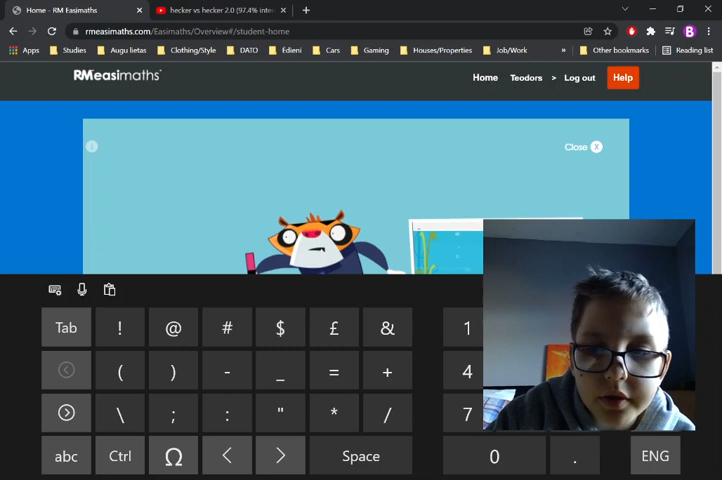 Home - RM Easimaths
hecker vs hecker 2.0 (97.4% inte
rmeasimaths.com/Easimaths/Overview#/student-home
Apps Studies Augu lietas Clothing/Style DATO Edieni Cars Gaming Houses/Properties Job/Work » Other bookmarks Reading list
RMeasimaths Home Teodors > Log out Help
i Close X
Tab ! @ # $ £ & 1
( ) - _ = + 4
\ ; : " * / 7
abc Ctrl Ω < > Space 0 . ENG